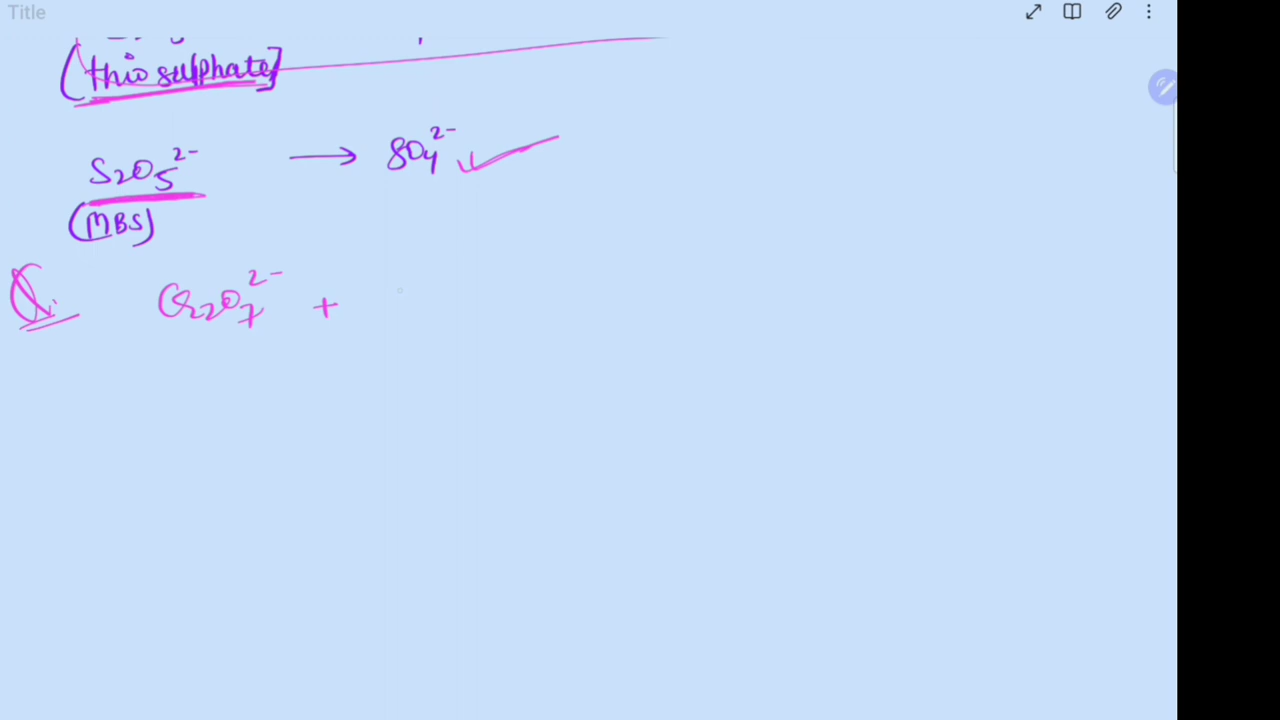 Title
(thiosulphate]
S2O5^2- → SO4^2- ✓
(MBS)
Q. Cr2O7^2- +